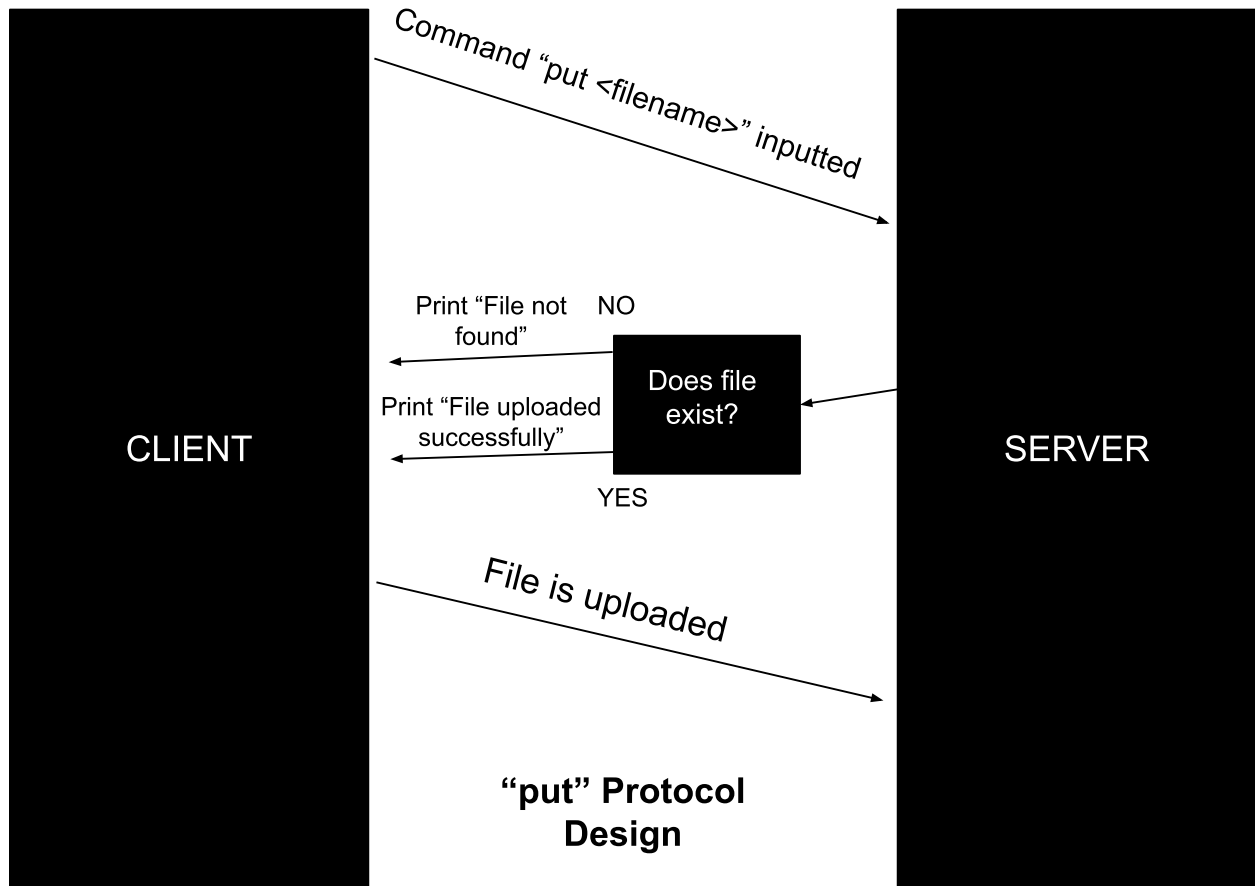 Command “put <filename>” inputted
Print “File not
found”
NO
Does file
exist?
Print “File uploaded
successfully”
YES
CLIENT
SERVER
File is uploaded
“put” Protocol
Design